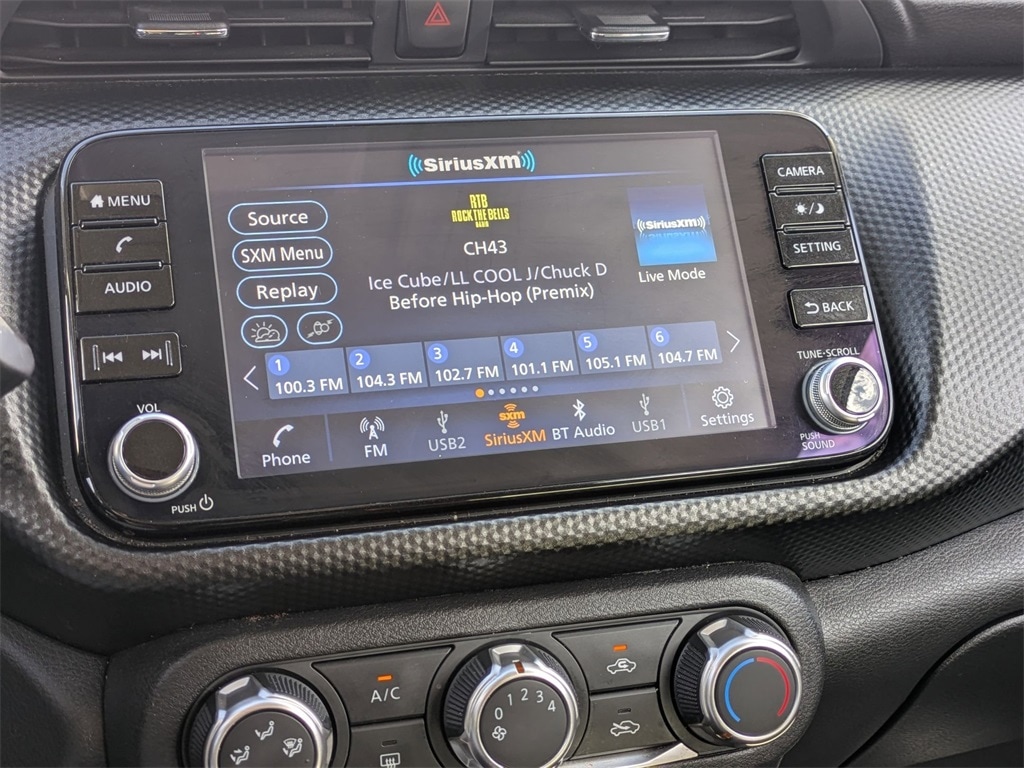 SiriusXM
MENU
AUDIO
VOL
PUSH
Source
SXM Menu
Replay
RTB
ROCK THE BELLS
RADIO
CH43
Ice Cube/LL COOL J/Chuck D
Before Hip-Hop (Premix)
SiriusXM
Live Mode
1 100.3 FM
2 104.3 FM
3 102.7 FM
4 101.1 FM
5 105.1 FM
6 104.7 FM
Phone
FM
USB2
sxm
SiriusXM
BT Audio
USB1
Settings
CAMERA
SETTING
BACK
TUNE·SCROLL
PUSH
SOUND
A/C
0 1 2 3 4